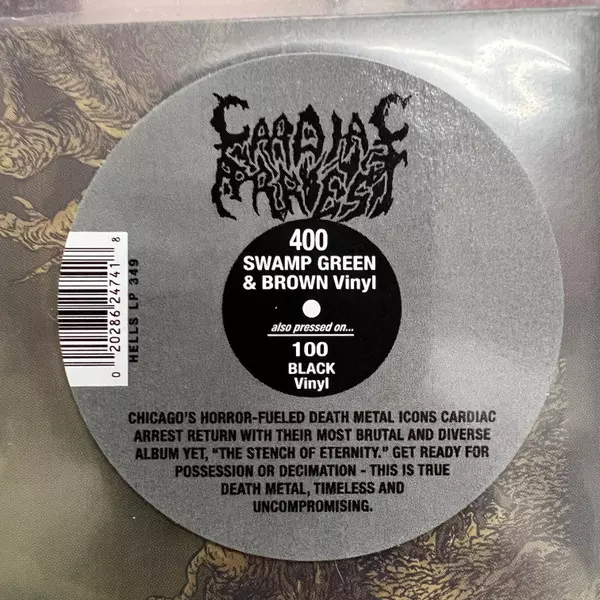 CARDIAC
ARREST
400
SWAMP GREEN
& BROWN Vinyl
also pressed on...
100
BLACK
Vinyl
0 20286 24741 8
HELLS LP 349
CHICAGO'S HORROR-FUELED DEATH METAL ICONS CARDIAC
ARREST RETURN WITH THEIR MOST BRUTAL AND DIVERSE
ALBUM YET, “THE STENCH OF ETERNITY.” GET READY FOR
POSSESSION OR DECIMATION - THIS IS TRUE
DEATH METAL, TIMELESS AND
UNCOMPROMISING.